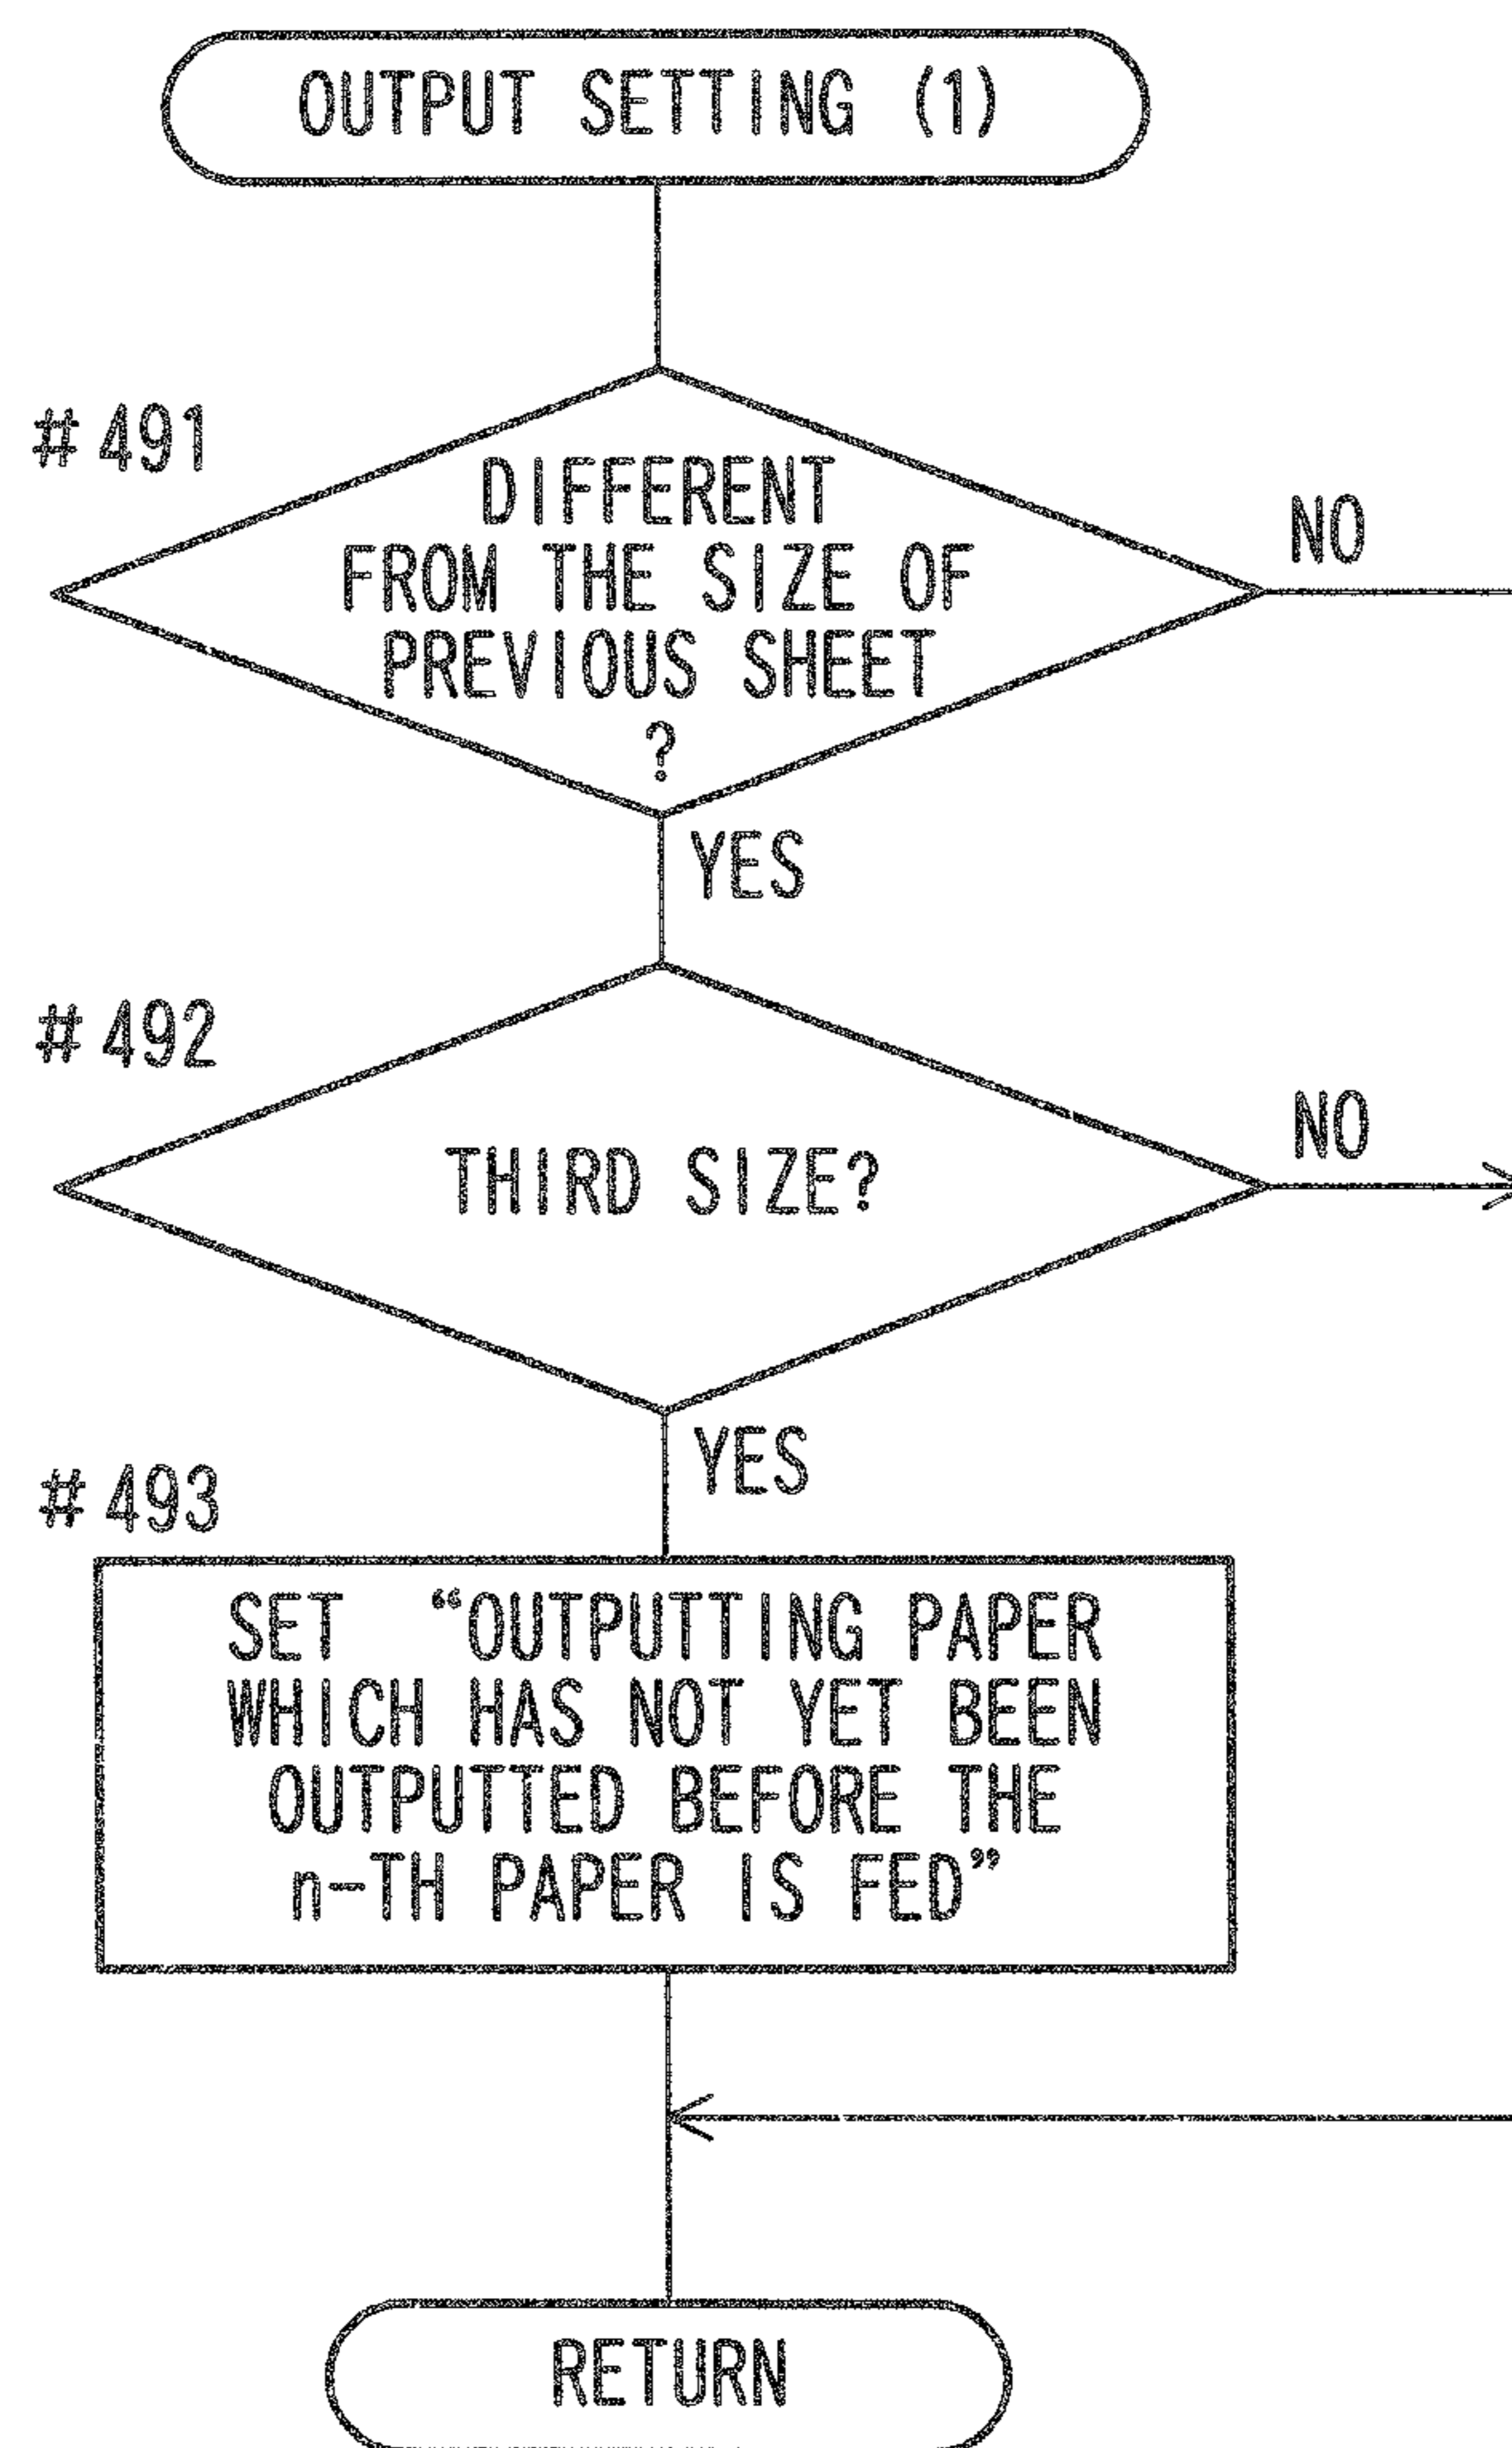 OUTPUT SETTING (1)
#491
DIFFERENT
FROM THE SIZE OF
PREVIOUS SHEET
?
NO
YES
#492
THIRD SIZE?
NO
YES
#493
SET “OUTPUTTING PAPER
WHICH HAS NOT YET BEEN
OUTPUTTED BEFORE THE
n-TH PAPER IS FED”
RETURN